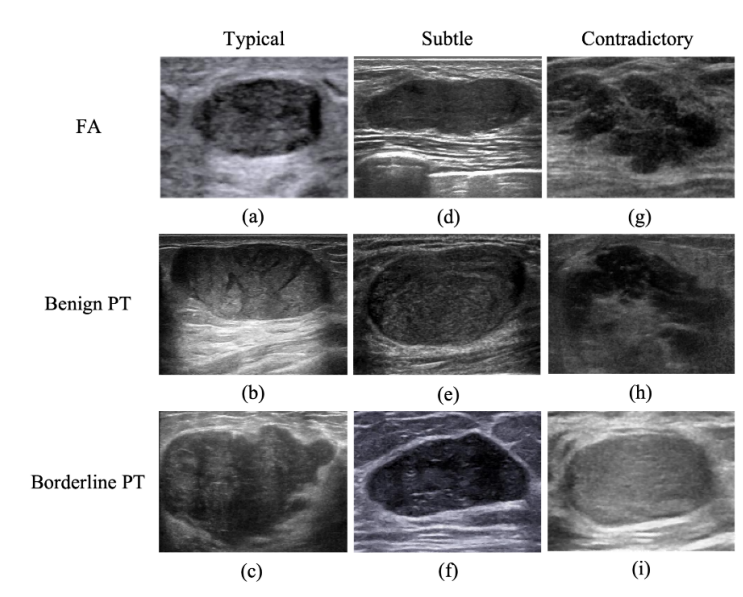 Typical Subtle Contradictory
FA
(a) (d) (g)
Benign PT
(b) (e) (h)
Borderline PT
(c) (f) (i)